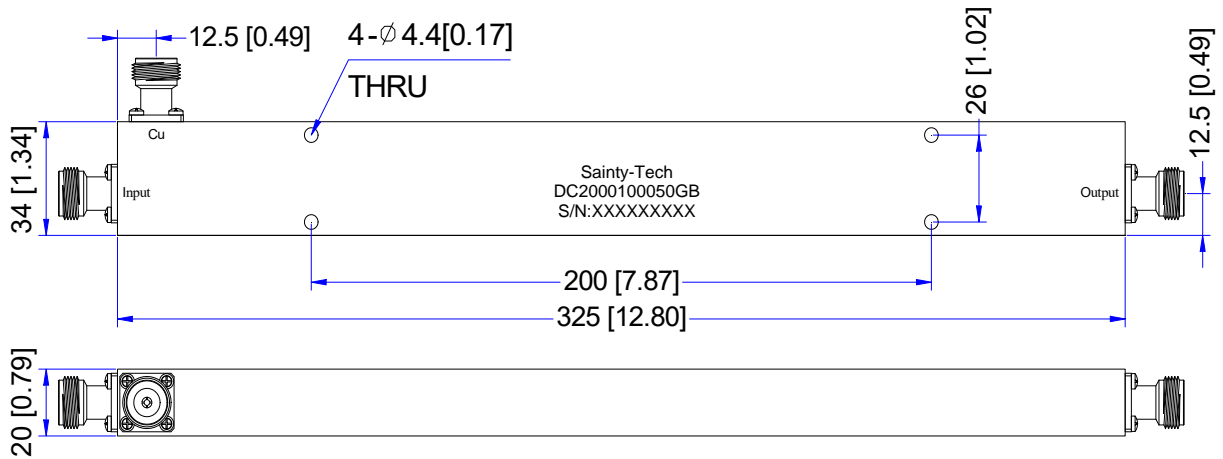 12.5 [0.49]
4-∅4.4[0.17]
THRU
26 [1.02]
12.5 [0.49]
34 [1.34]
Cu
Input
Sainty-Tech
DC2000100050GB
S/N:XXXXXXXXX
Output
200 [7.87]
325 [12.80]
20 [0.79]